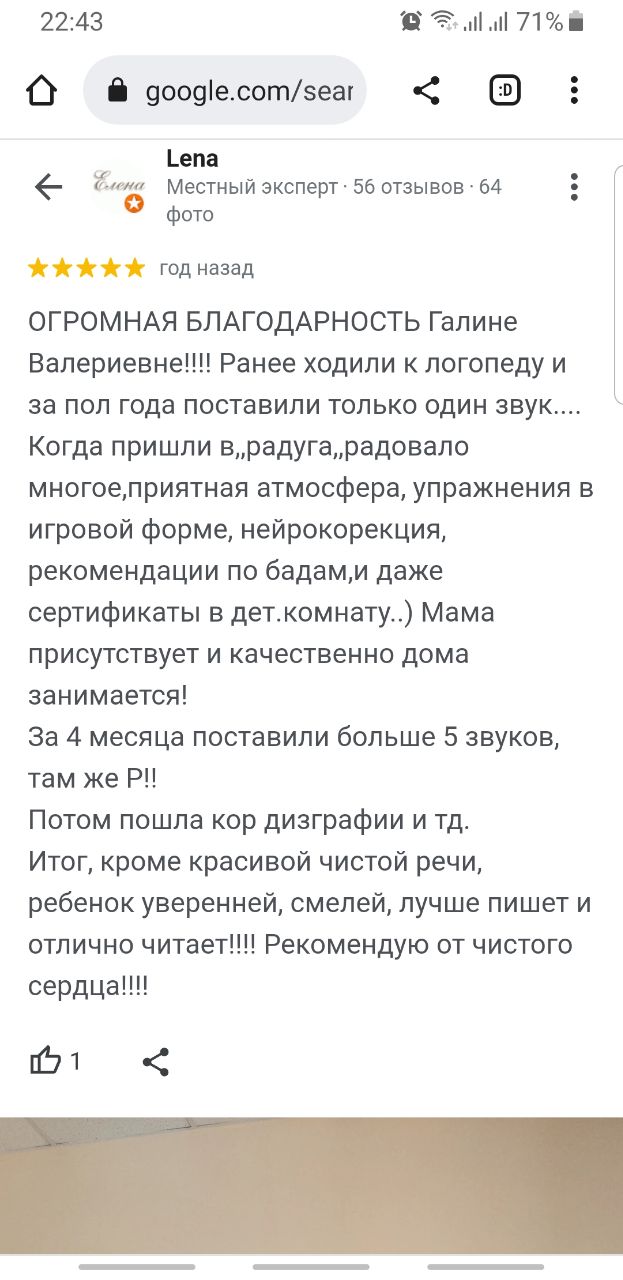 22:43
71%
google.com/sear
:D
Lena
Елена
Местный эксперт · 56 отзывов · 64
фото
год назад
ОГРОМНАЯ БЛАГОДАРНОСТЬ Галине
Валериевне!!!! Ранее ходили к логопеду и
за пол года поставили только один звук....
Когда пришли в,,радуга,,радовало
многое,приятная атмосфера, упражнения в
игровой форме, нейрокорекция,
рекомендации по бадам,и даже
сертификаты в дет.комнату..) Мама
присутствует и качественно дома
занимается!
За 4 месяца поставили больше 5 звуков,
там же Р!!
Потом пошла кор дизграфии и тд.
Итог, кроме красивой чистой речи,
ребенок уверенней, смелей, лучше пишет и
отлично читает!!!! Рекомендую от чистого
сердца!!!!
1